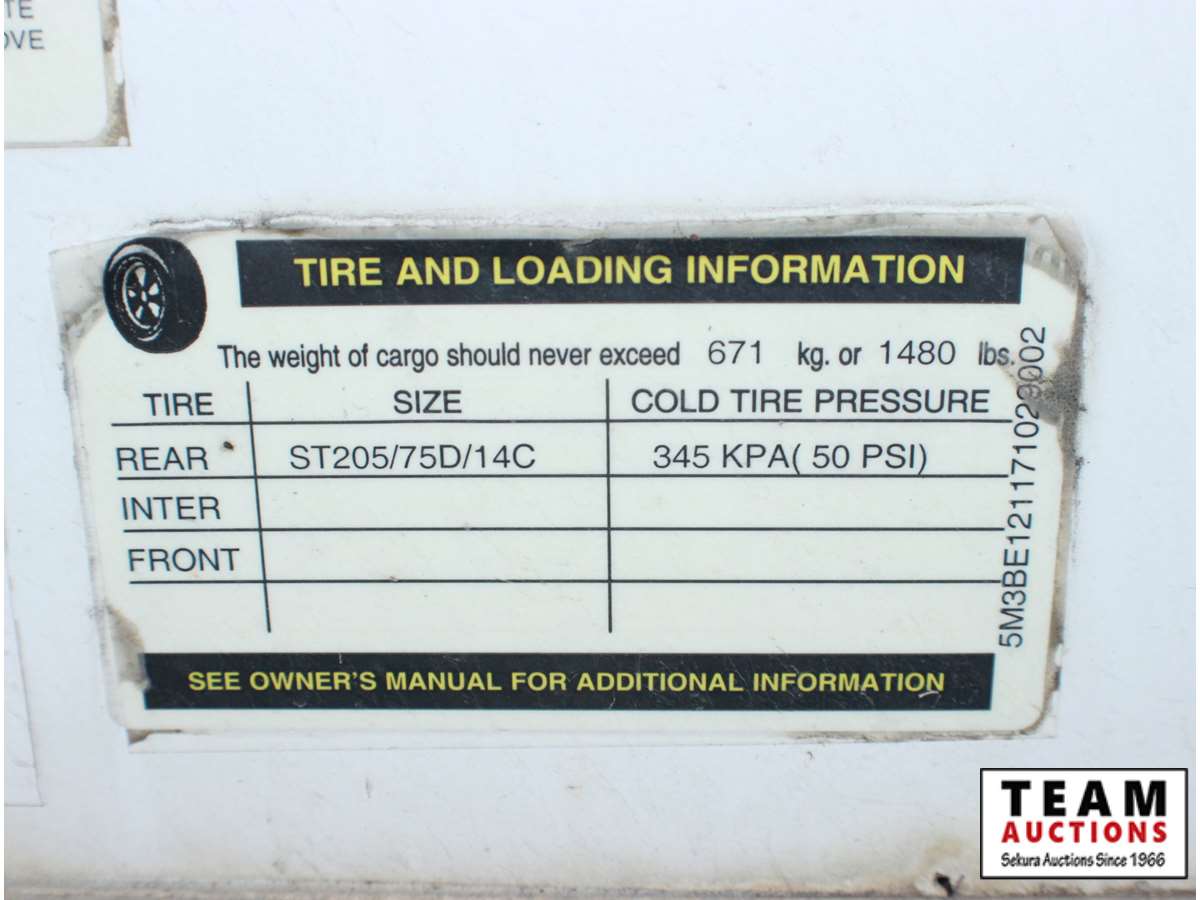 TE
OVE
TIRE AND LOADING INFORMATION
The weight of cargo should never exceed 671 kg. or 1480 lbs.
TIRE SIZE COLD TIRE PRESSURE
REAR ST205/75D/14C 345 KPA( 50 PSI)
INTER
FRONT
SEE OWNER'S MANUAL FOR ADDITIONAL INFORMATION
5M3BE121171029002
TEAM
AUCTIONS
Sekura Auctions Since 1966